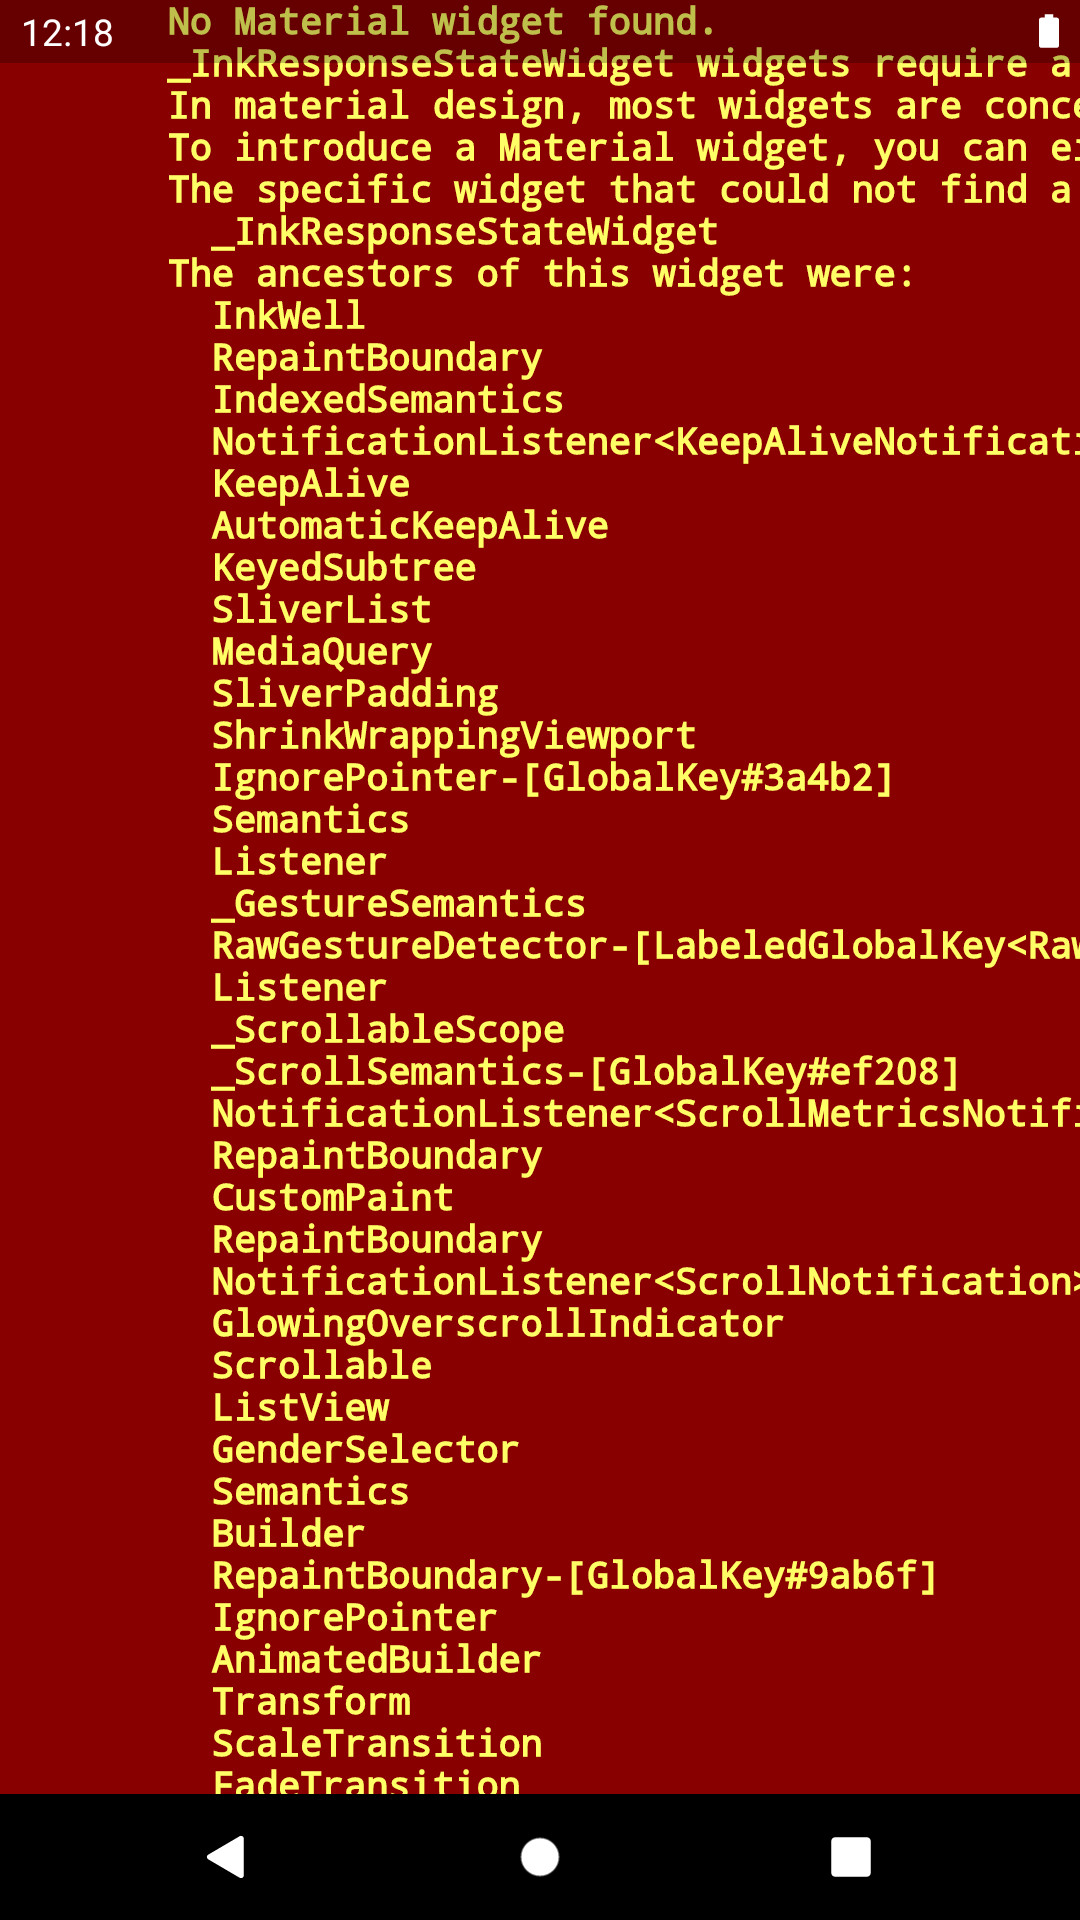 12:18
No Material widget found.
_InkResponseStateWidget widgets require a
In material design, most widgets are conce
To introduce a Material widget, you can ei
The specific widget that could not find a
_InkResponseStateWidget
The ancestors of this widget were:
InkWell
RepaintBoundary
IndexedSemantics
NotificationListener<KeepAliveNotificati
KeepAlive
AutomaticKeepAlive
KeyedSubtree
SliverList
MediaQuery
SliverPadding
ShrinkWrappingViewport
IgnorePointer-[GlobalKey#3a4b2]
Semantics
Listener
_GestureSemantics
RawGestureDetector-[LabeledGlobalKey<Raw
Listener
_ScrollableScope
_ScrollSemantics-[GlobalKey#ef208]
NotificationListener<ScrollMetricsNotifi
RepaintBoundary
CustomPaint
RepaintBoundary
NotificationListener<ScrollNotification>
GlowingOverscrollIndicator
Scrollable
ListView
GenderSelector
Semantics
Builder
RepaintBoundary-[GlobalKey#9ab6f]
IgnorePointer
AnimatedBuilder
Transform
ScaleTransition
FadeTransition